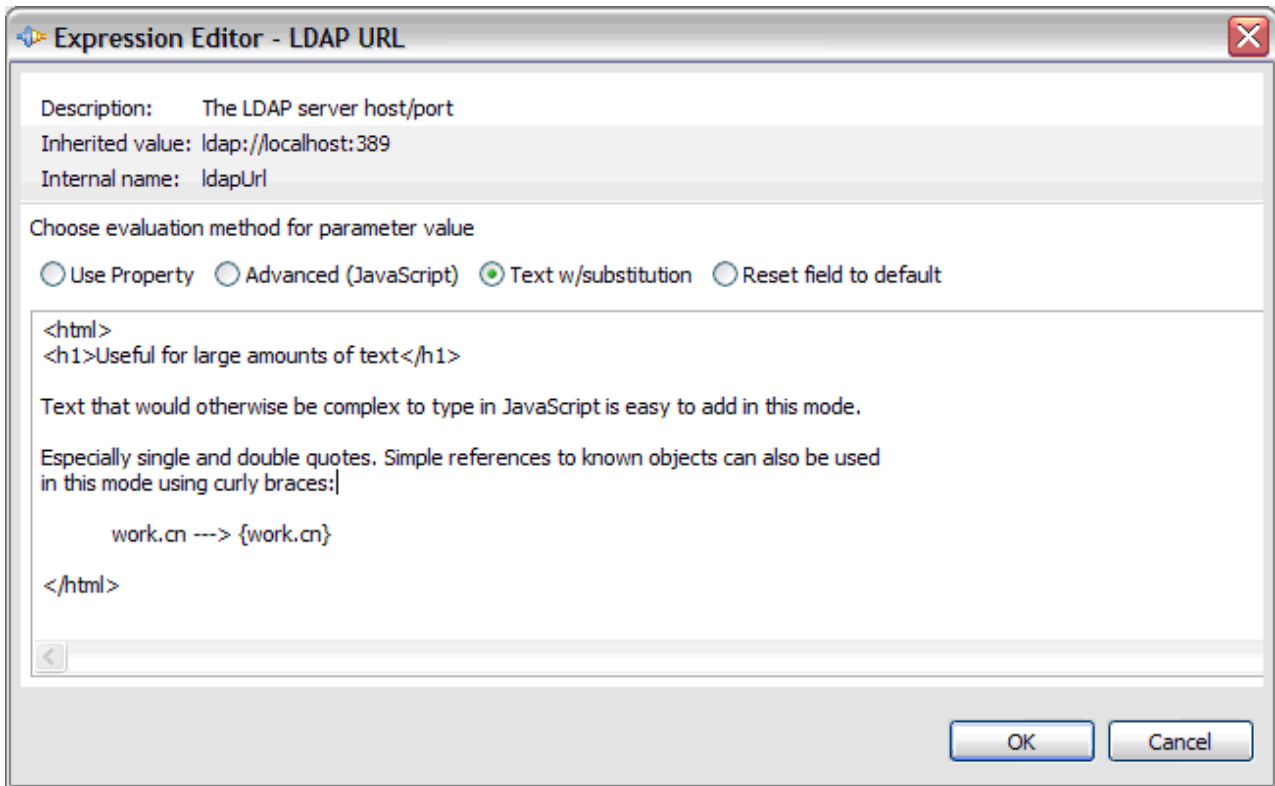 Expression Editor - LDAP URL
Description: The LDAP server host/port
Inherited value: ldap://localhost:389
Internal name: ldapUrl
Choose evaluation method for parameter value
Use Property Advanced (JavaScript) Text w/substitution Reset field to default
<html>
<h1>Useful for large amounts of text</h1>
Text that would otherwise be complex to type in JavaScript is easy to add in this mode.
Especially single and double quotes. Simple references to known objects can also be used
in this mode using curly braces:
work.cn ---> {work.cn}
</html>
OK Cancel